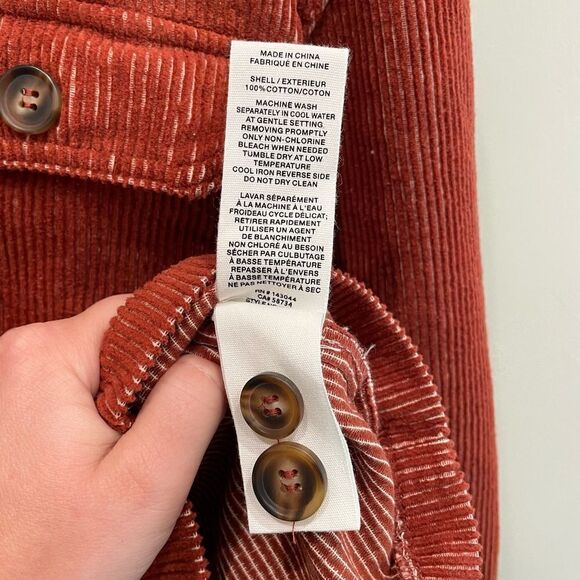 MADE IN CHINA
FABRIQUÉ EN CHINE
SHELL / EXTERIEUR
100%COTTON/COTON
MACHINE WASH
SEPARATELY IN COOL WATER
AT GENTLE SETTING
REMOVING PROMPTLY
ONLY NON-CHLORINE
BLEACH WHEN NEEDED
TUMBLE DRY AT LOW
TEMPERATURE
COOL IRON REVERSE SIDE
DO NOT DRY CLEAN
LAVAR SÉPARÉMENT
À LA MACHINE À L'EAU
FROIDEAU CYCLE DÉLICAT;
RETIRER RAPIDEMENT
UTILISER UN AGENT
DE BLANCHIMENT
NON CHLORÉ AU BESOIN
SÉCHER PAR CULBUTAGE
À BASSE TEMPÉRATURE
REPASSER À L'ENVERS
À BASSE TEMPÉRATURE
NE PAS NETTOYER À SEC
RN# 143044
CA# 58734